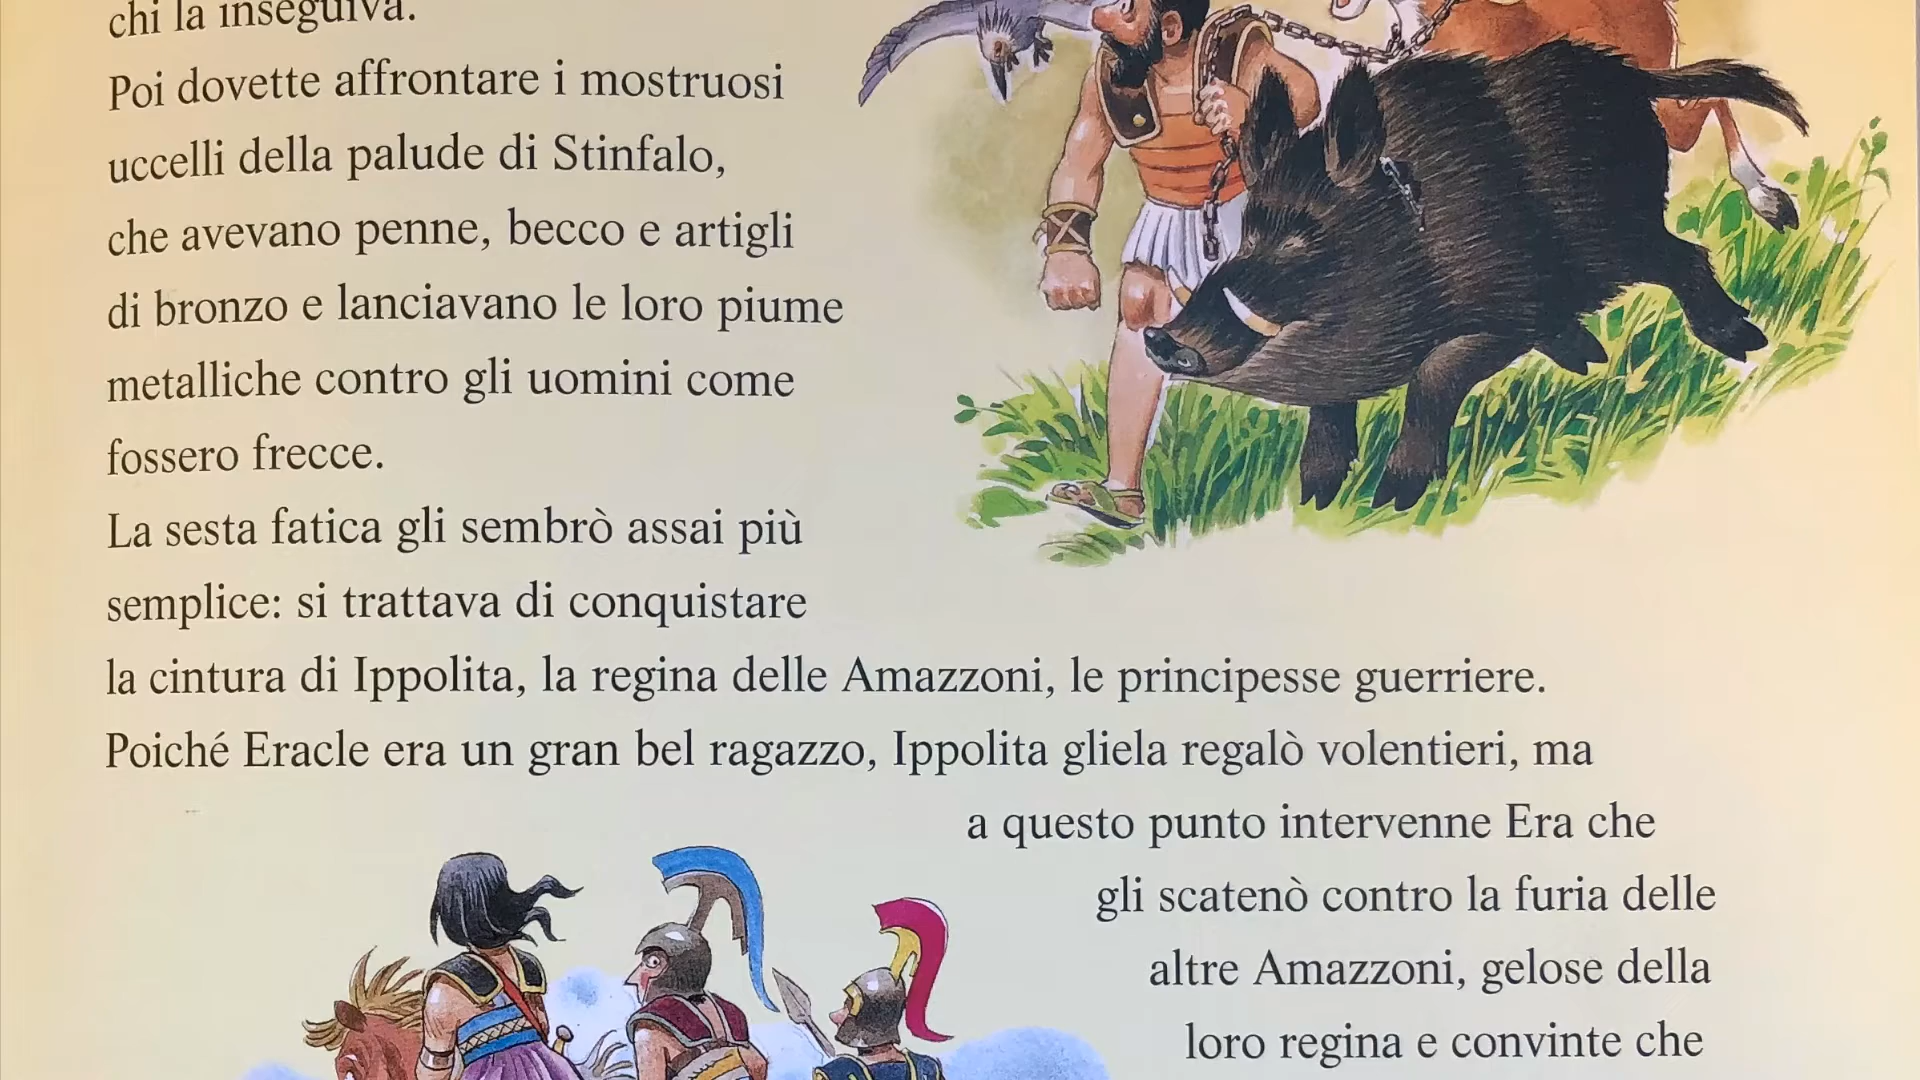 chi la inseguiva.
Poi dovette affrontare i mostruosi
uccelli della palude di Stinfalo,
che avevano penne, becco e artigli
di bronzo e lanciavano le loro piume
metalliche contro gli uomini come
fossero frecce.
La sesta fatica gli sembrò assai più
semplice: si trattava di conquistare
la cintura di Ippolita, la regina delle Amazzoni, le principesse guerriere.
Poiché Eracle era un gran bel ragazzo, Ippolita gliela regalò volentieri, ma
a questo punto intervenne Era che
gli scatenò contro la furia delle
altre Amazzoni, gelose della
loro regina e convinte che